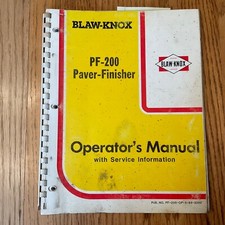 BLAW-KNOX
PF-200
Paver-Finisher
BLAW-KNOX
Operator's Manual
with Service Information